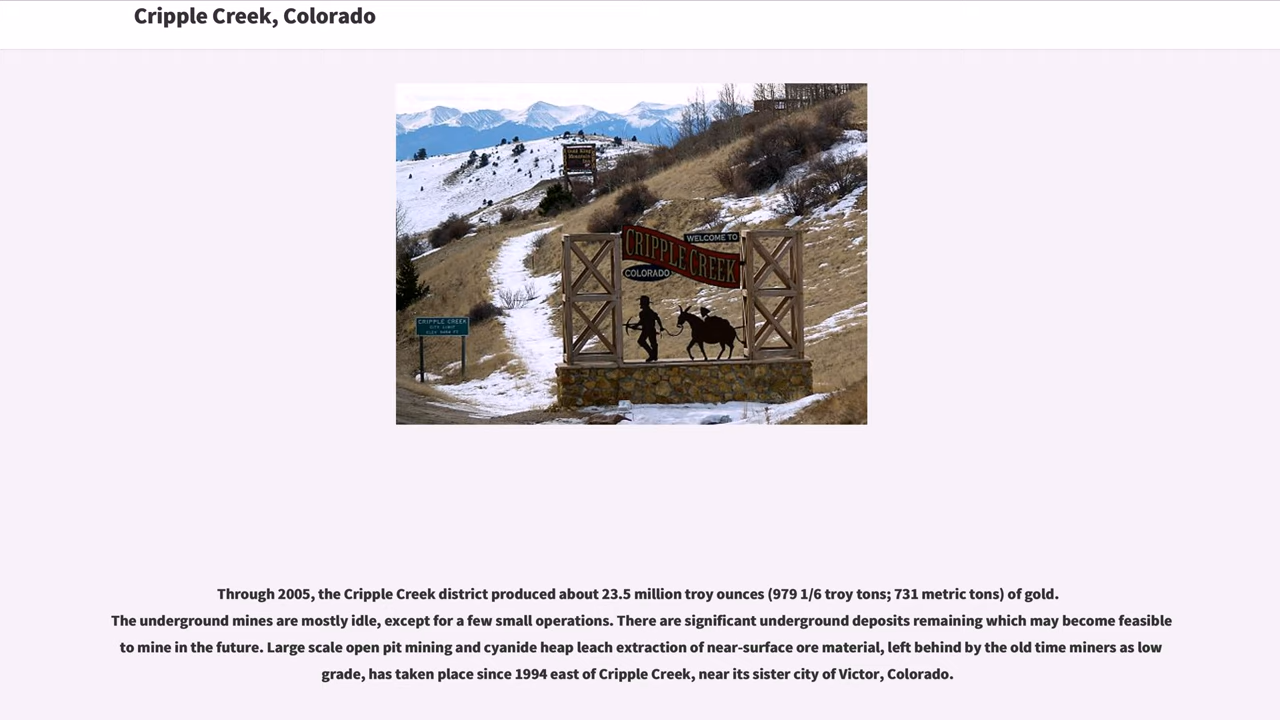 Cripple Creek, Colorado
WELCOME TO
CRIPPLE CREEK
COLORADO
CRIPPLE CREEK
CITY LIMIT
Through 2005, the Cripple Creek district produced about 23.5 million troy ounces (979 1/6 troy tons; 731 metric tons) of gold.
The underground mines are mostly idle, except for a few small operations. There are significant underground deposits remaining which may become feasible
to mine in the future. Large scale open pit mining and cyanide heap leach extraction of near-surface ore material, left behind by the old time miners as low
grade, has taken place since 1994 east of Cripple Creek, near its sister city of Victor, Colorado.